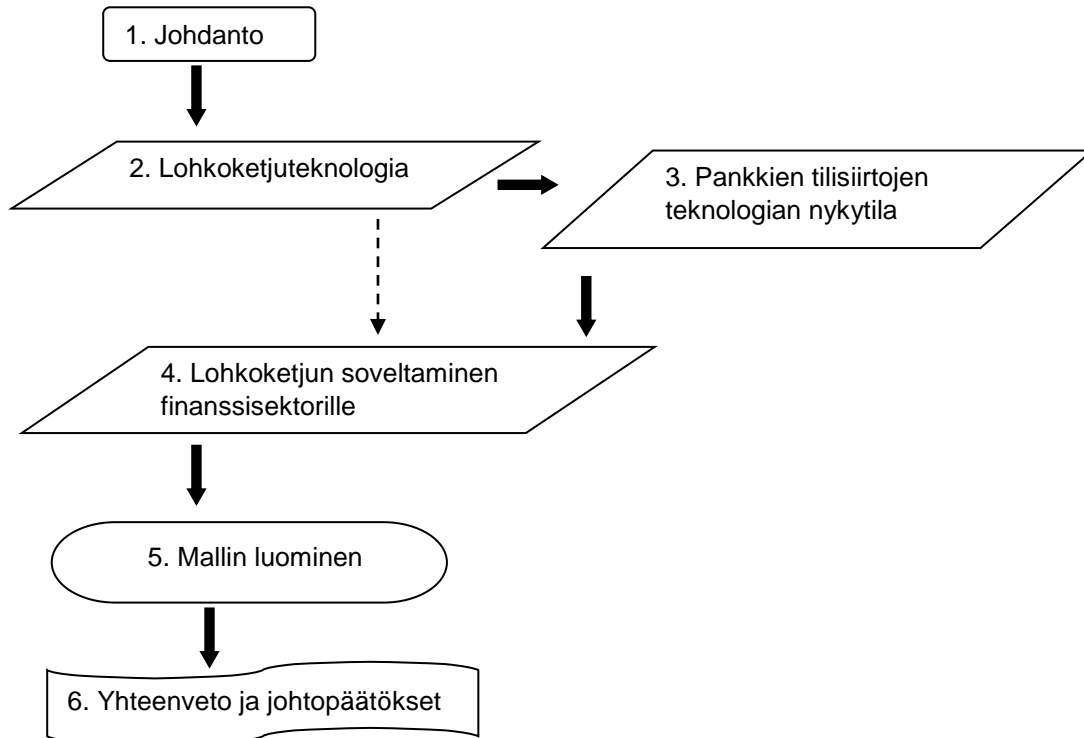 1. Johdanto
2. Lohkoketjuteknologia
3. Pankkien tilisiirtojen
teknologian nykytila
4. Lohkoketjun soveltaminen
finanssisektorille
5. Mallin luominen
6. Yhteenveto ja johtopäätökset